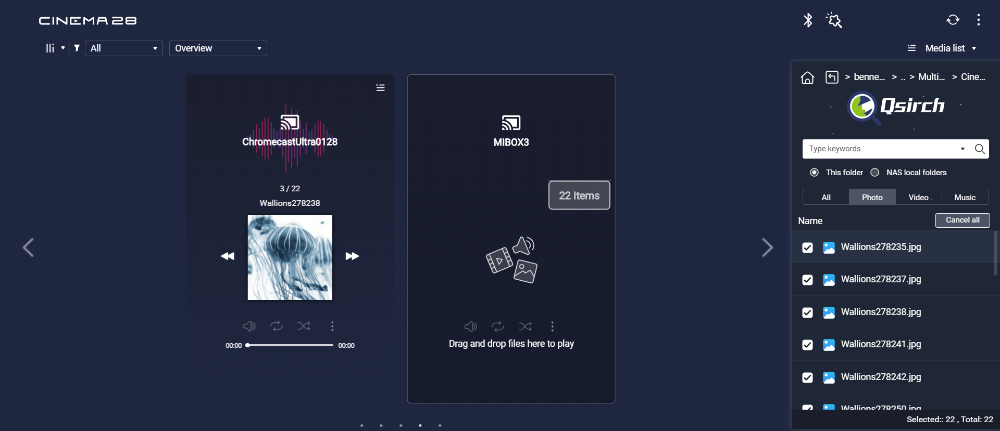 CINEMA28
All
Overview
Media list
ChromecastUltra0128
3 / 22
Wallions278238
00:00
00:00
MIBOX3
22 Items
Drag and drop files here to play
> benne... > .. > Multi... > Cine...
Qsirch
Type keywords
This folder
NAS local folders
All
Photo
Video
Music
Name
Cancel all
Wallions278235.jpg
Wallions278237.jpg
Wallions278238.jpg
Wallions278241.jpg
Wallions278242.jpg
Wallions278250.jpg
Selected:: 22 , Total: 22